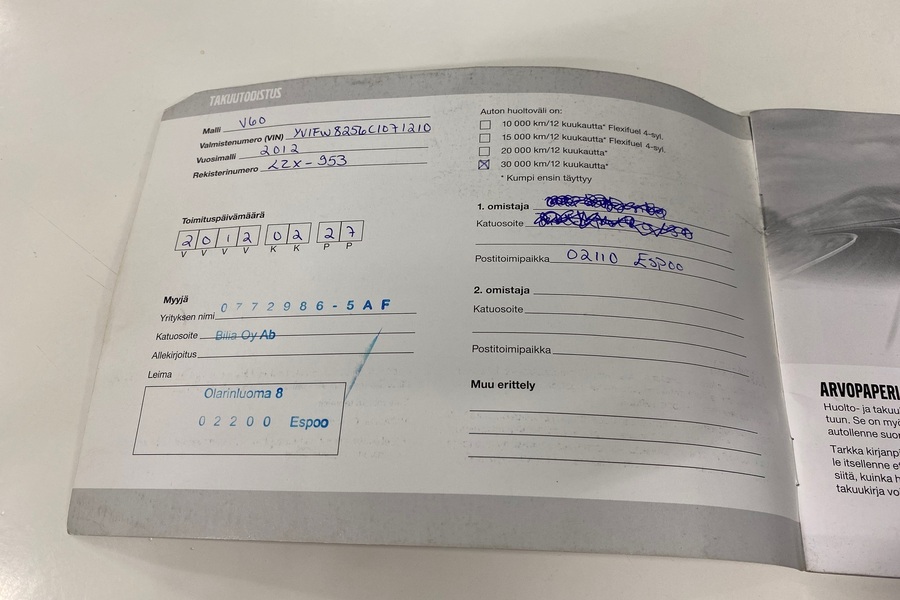 TAKUUTODISTUS
Malli V60
Valmistenumero (VIN) YV1FW8256C1071210
Vuosimalli 2012
Rekisterinumero LZX-953
Toimituspäivämäärä
2 0 1 2 0 2 2 7
V V V V K K P P
Myyjä
0772986-5AF
Yrityksen nimi
Katuosoite Bilia Oy Ab
Allekirjoitus
Leima
Olarinluoma 8
02200 Espoo
Auton huoltoväli on:
10 000 km/12 kuukautta* Flexifuel 4-syl.
15 000 km/12 kuukautta* Flexifuel 4-syl.
20 000 km/12 kuukautta*
30 000 km/12 kuukautta*
* Kumpi ensin täyttyy
1. omistaja
Katuosoite
Postitoimipaikka 02110 Espoo
2. omistaja
Katuosoite
Postitoimipaikka
Muu erittely
ARVOPAPERI
Huolto- ja takuu
tuun. Se on myö
autollenne suor
Tarkka kirjanp
le itsellenne et
siitä, kuinka h
takuukirja vo